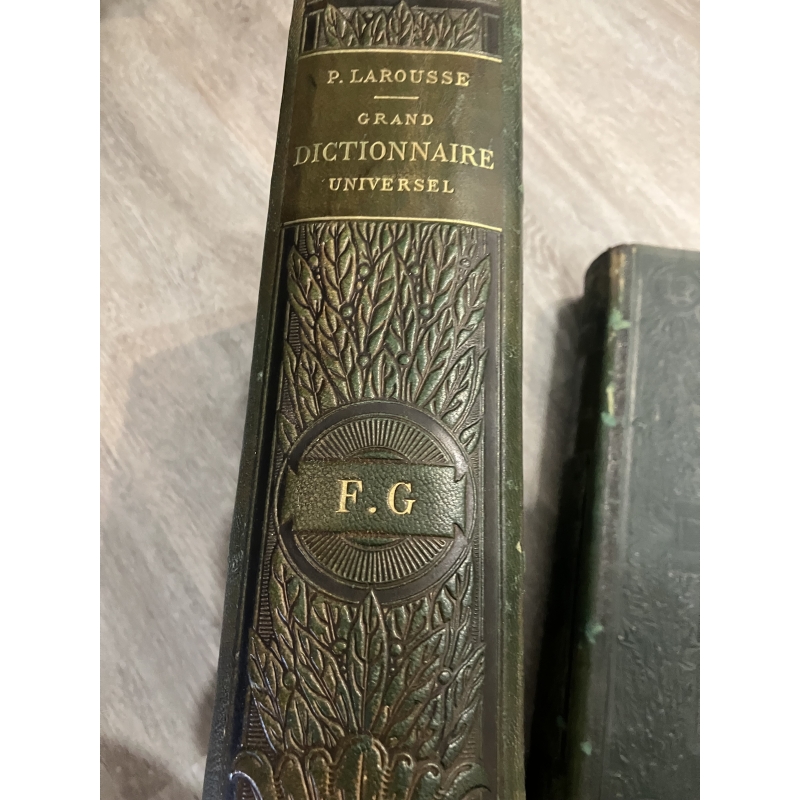 P. LAROUSSE
GRAND
DICTIONNAIRE
UNIVERSEL
F.G